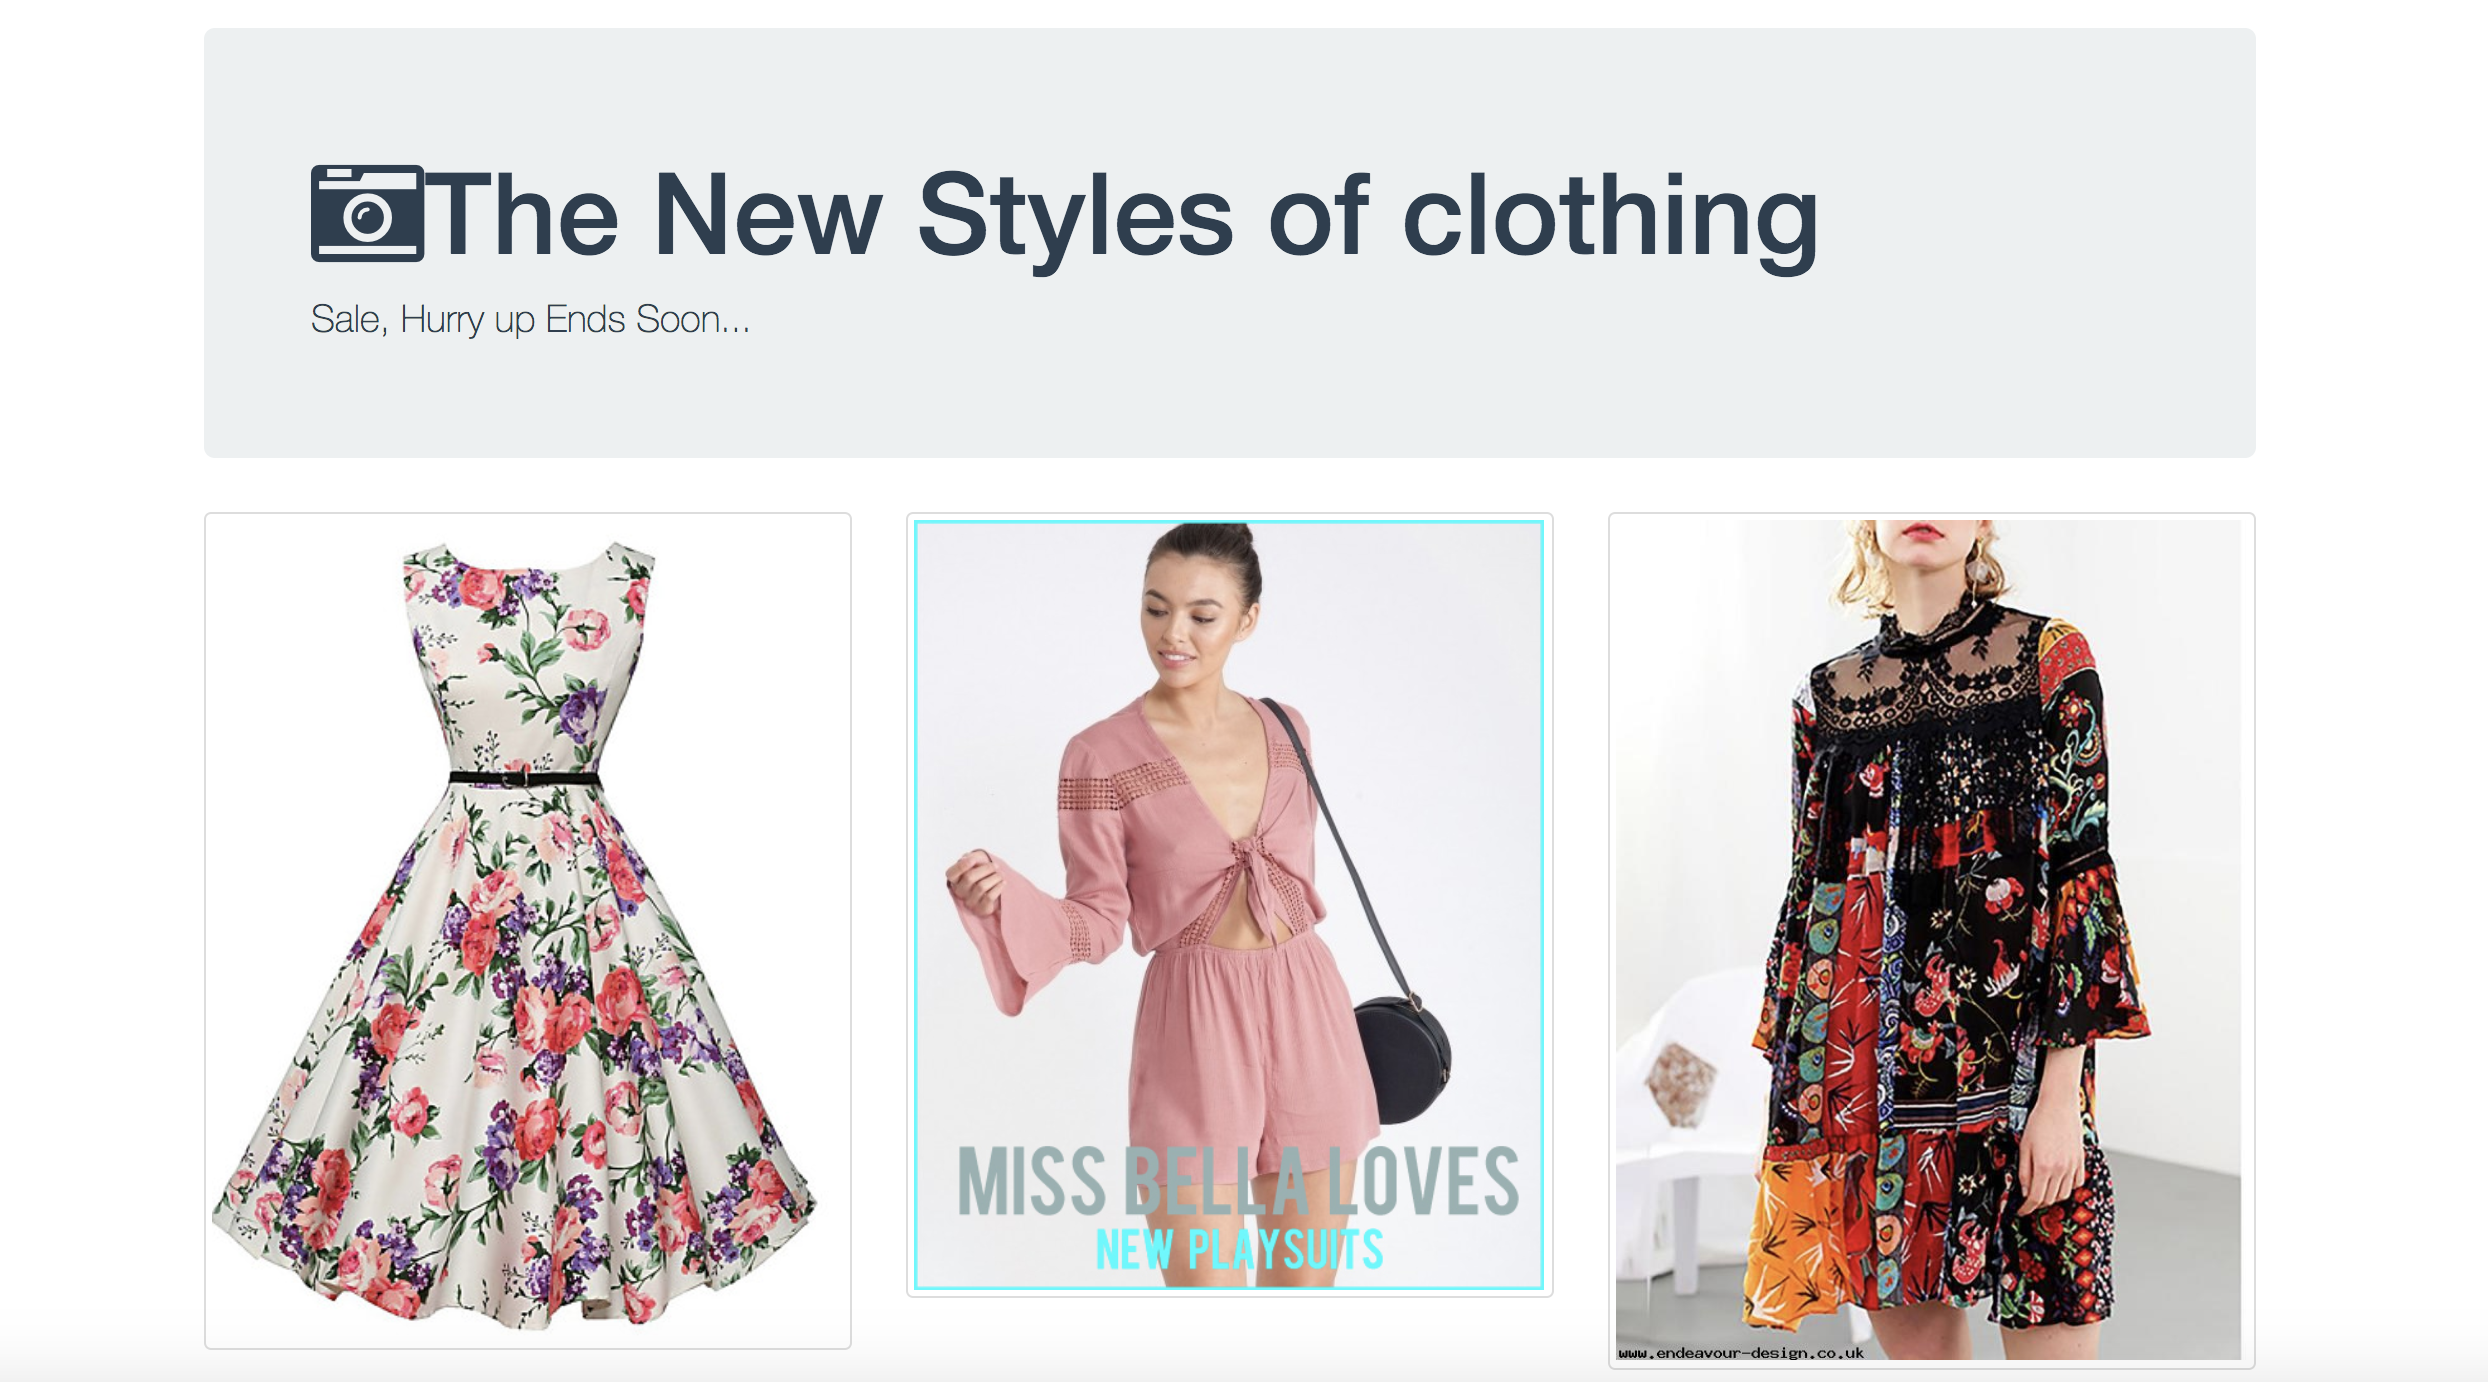 The New Styles of clothing
Sale, Hurry up Ends Soon...
MISS BELLA LOVES
NEW PLAYSUITS
www.endeavour-design.co.uk